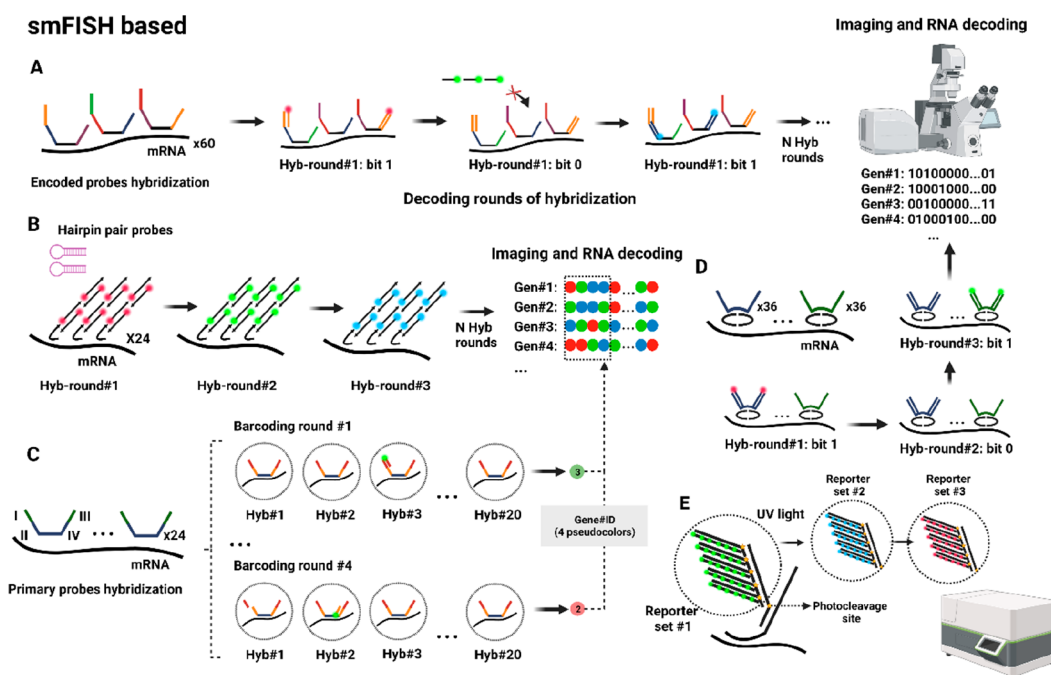 smFISH based
Imaging and RNA decoding
A
mRNA
x60
Encoded probes hybridization
Hyb-round#1: bit 1
Hyb-round#1: bit 0
Hyb-round#1: bit 1
N Hyb
rounds
...
Decoding rounds of hybridization
Gen#1: 10100000...01
Gen#2: 10001000...00
Gen#3: 00100000...11
Gen#4: 01000100...00
...
B
Hairpin pair probes
mRNA
X24
Hyb-round#1
Hyb-round#2
Hyb-round#3
N Hyb
rounds
Imaging and RNA decoding
Gen#1:
...
Gen#2:
...
Gen#3:
...
Gen#4:
...
...
D
x36
...
x36
mRNA
...
Hyb-round#3: bit 1
...
Hyb-round#1: bit 1
...
Hyb-round#2: bit 0
C
I
II
III
IV
...
x24
mRNA
Primary probes hybridization
Barcoding round #1
Hyb#1
Hyb#2
Hyb#3
...
Hyb#20
3
...
Gene#ID
(4 pseudocolors)
Barcoding round #4
Hyb#1
Hyb#2
Hyb#3
...
Hyb#20
2
E
Reporter
set #1
UV light
Reporter
set #2
Reporter
set #3
Photocleavage
site